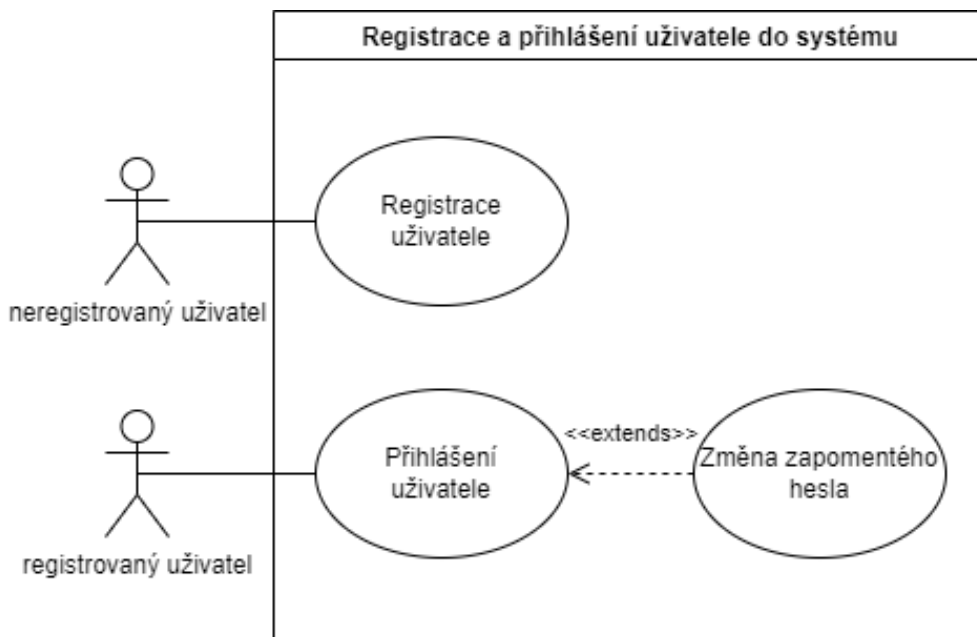 Registrace a přihlášení uživatele do systému
Registrace
uživatele
neregistrovaný uživatel
Přihlášení
uživatele
<<extends>>
Změna zapomentého
hesla
registrovaný uživatel